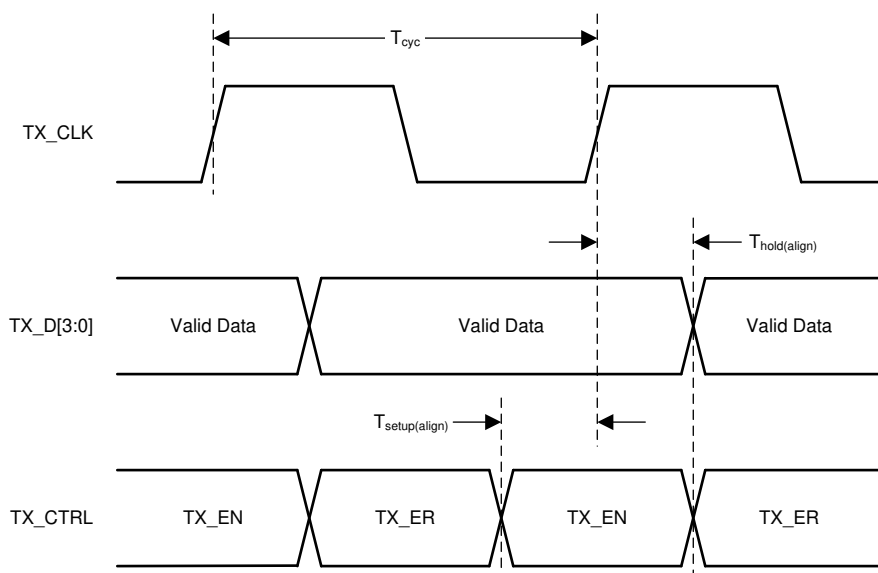 T_cyc
TX_CLK
T_hold(align)
TX_D[3:0] Valid Data Valid Data Valid Data
T_setup(align)
TX_CTRL TX_EN TX_ER TX_EN TX_ER